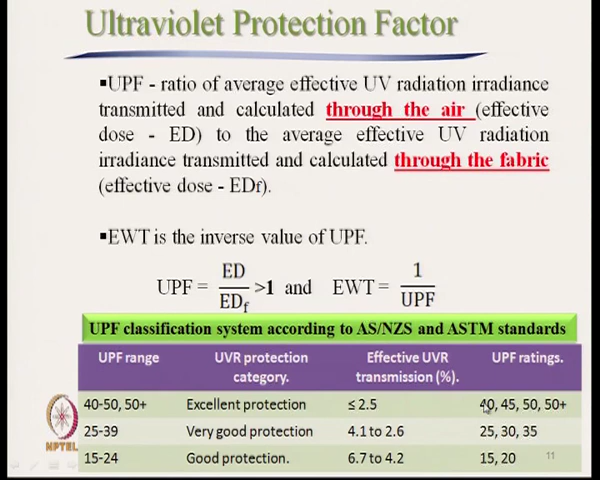 Ultraviolet Protection Factor
▪UPF - ratio of average effective UV radiation irradiance
transmitted and calculated through the air (effective
dose - ED) to the average effective UV radiation
irradiance transmitted and calculated through the fabric
(effective dose - EDf).
▪EWT is the inverse value of UPF.
UPF = ED / EDf >1 and EWT = 1 / UPF
UPF classification system according to AS/NZS and ASTM standards
UPF range UVR protection category. Effective UVR transmission (%). UPF ratings.
40-50, 50+ Excellent protection ≤ 2.5 40, 45, 50, 50+
25-39 Very good protection 4.1 to 2.6 25, 30, 35
15-24 Good protection. 6.7 to 4.2 15, 20
NPTEL
11